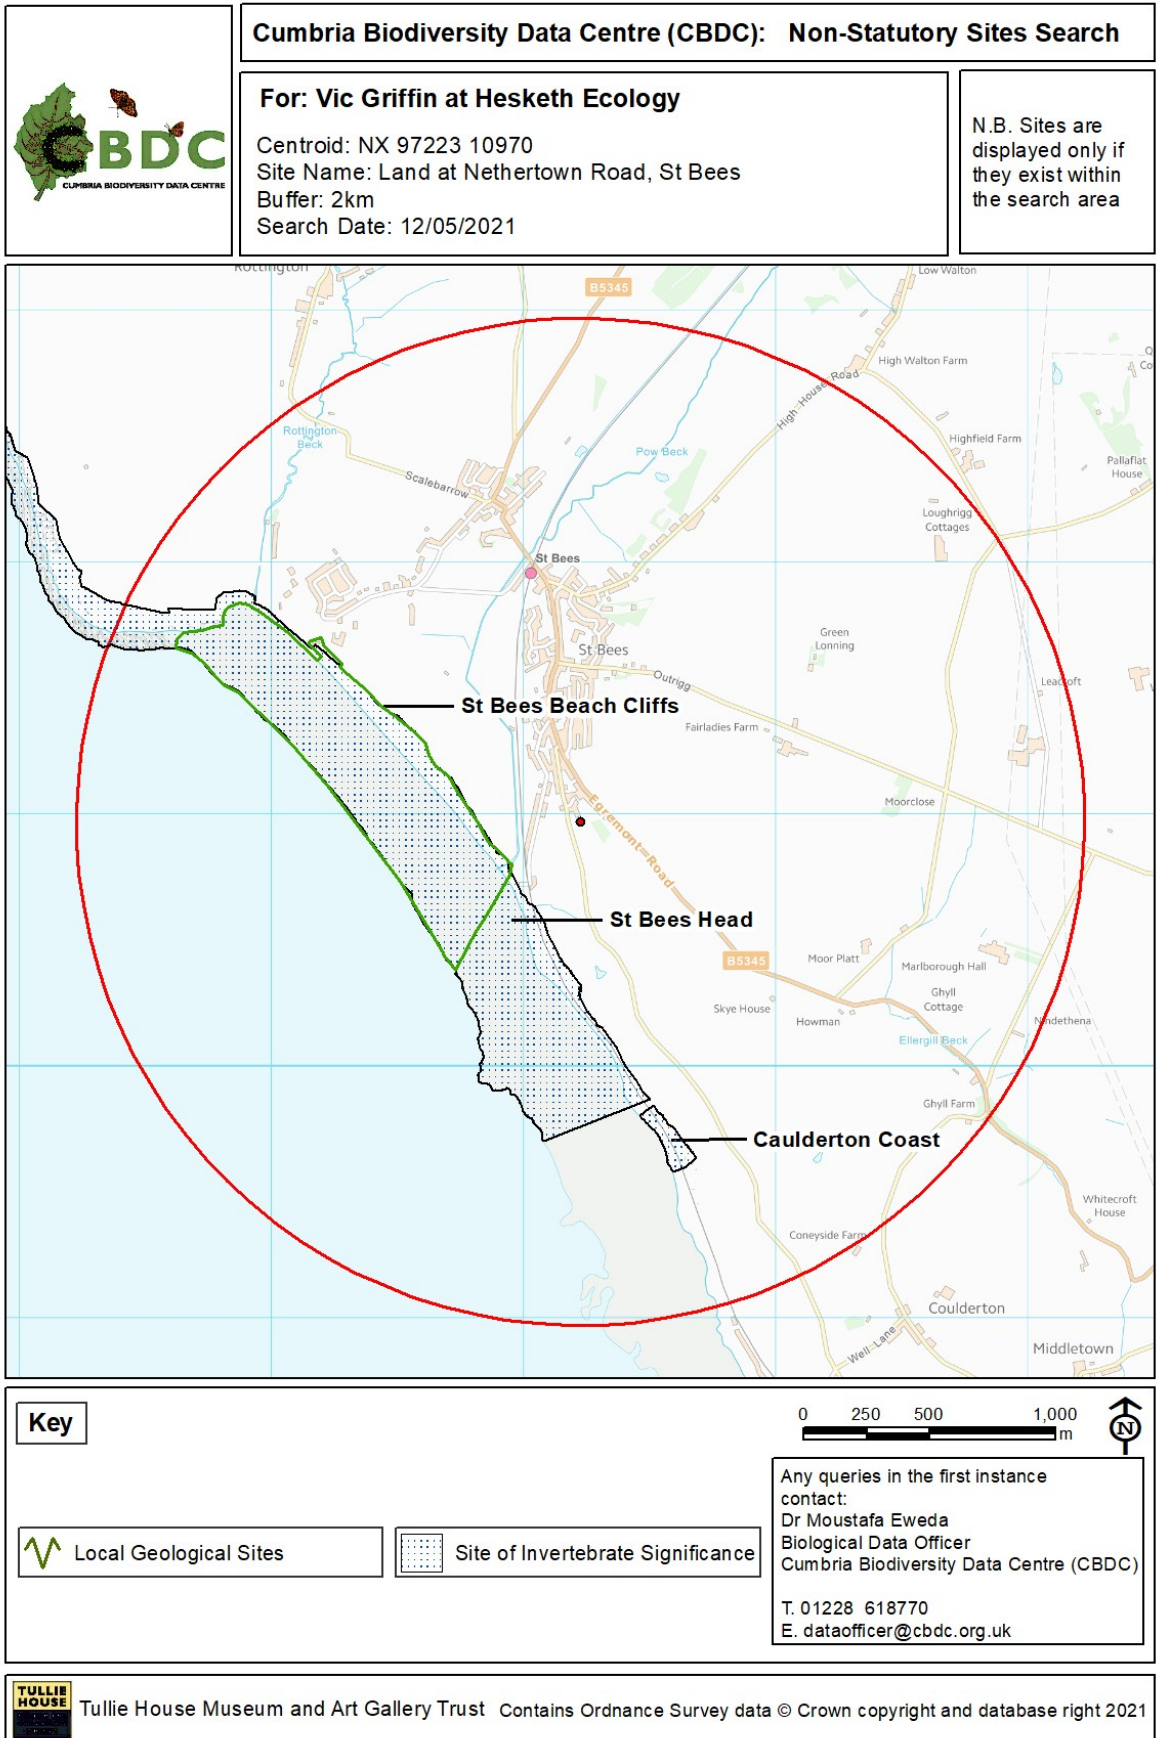 Cumbria Biodiversity Data Centre (CBDC): Non-Statutory Sites Search
CBDC
CUMBRIA BIODIVERSITY DATA CENTRE
For: Vic Griffin at Hesketh Ecology
Centroid: NX 97223 10970
Site Name: Land at Nethertown Road, St Bees
Buffer: 2km
Search Date: 12/05/2021
N.B. Sites are
displayed only if
they exist within
the search area
Rottington
B5345
Low Walton
High Walton Farm
High House Road
Rottington
Beck
Pow Beck
Highfield Farm
Scalebarrow
Pallaflat
House
Loughrigg
Cottages
St Bees
Green
Lonning
St Bees
Outrigg
Leacroft
St Bees Beach Cliffs
Fairladies Farm
Moorclose
Egremont Road
St Bees Head
B5345
Moor Platt
Marlborough Hall
Skye House
Ghyll
Cottage
Howman
Nindethena
Ellergill Beck
Ghyll Farm
Caulderton Coast
Whitecroft
House
Coneyside Farm
Coulderton
Well Lane
Middletown
Key
0 250 500 1,000
m
N
Local Geological Sites
Site of Invertebrate Significance
Any queries in the first instance
contact:
Dr Moustafa Eweda
Biological Data Officer
Cumbria Biodiversity Data Centre (CBDC)
T. 01228 618770
E. dataofficer@cbdc.org.uk
TULLIE
HOUSE
Tullie House Museum and Art Gallery Trust Contains Ordnance Survey data © Crown copyright and database right 2021